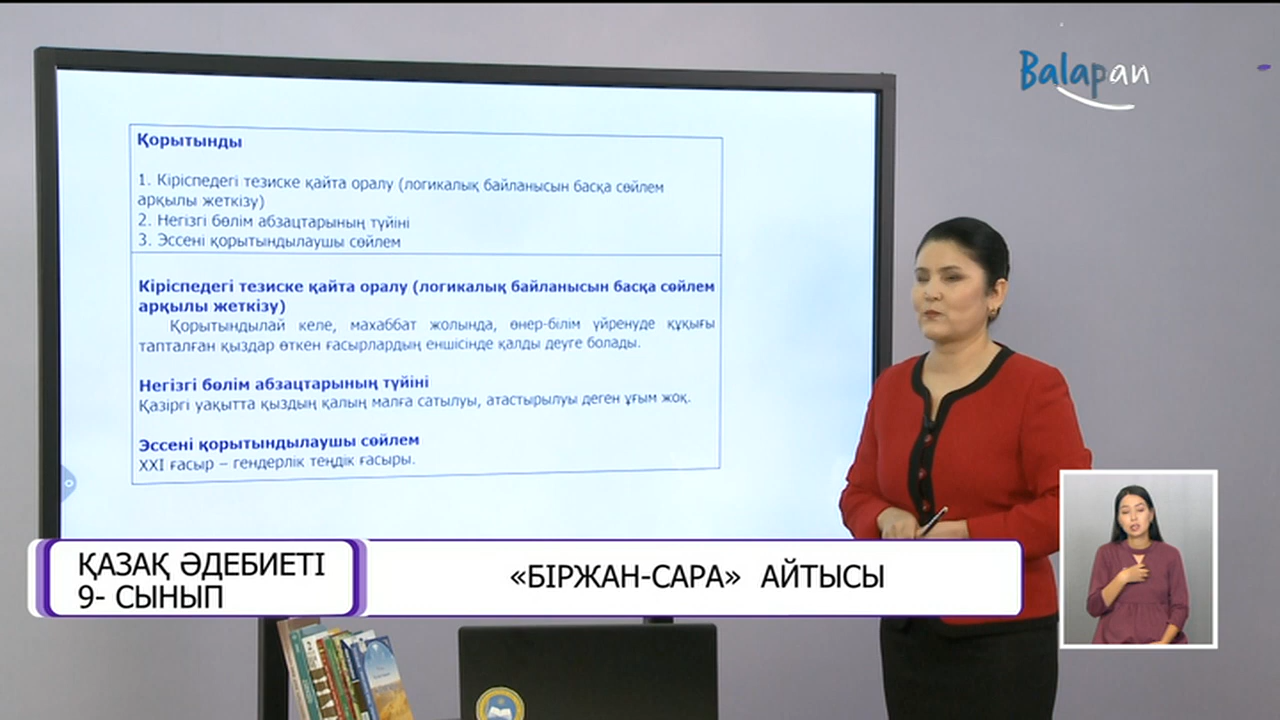 Balapan
Қорытынды
1. Кіріспедегі тезиске қайта оралу (логикалық байланысын басқа сөйлем
арқылы жеткізу)
2. Негізгі бөлім абзацтарының түйіні
3. Эссені қорытындылаушы сөйлем
Кіріспедегі тезиске қайта оралу (логикалық байланысын басқа сөйлем
арқылы жеткізу)
Қорытындылай келе, махаббат жолында, өнер-білім үйренуде құқығы
тапталған қыздар өткен ғасырлардың еншісінде қалды деуге болады.
Негізгі бөлім абзацтарының түйіні
Қазіргі уақытта қыздың қалың малға сатылуы, атастырылуы деген ұғым жоқ.
Эссені қорытындылаушы сөйлем
XXI ғасыр – гендерлік теңдік ғасыры.
ҚАЗАҚ ӘДЕБИЕТІ
9- СЫНЫП
«БІРЖАН-САРА» АЙТЫСЫ